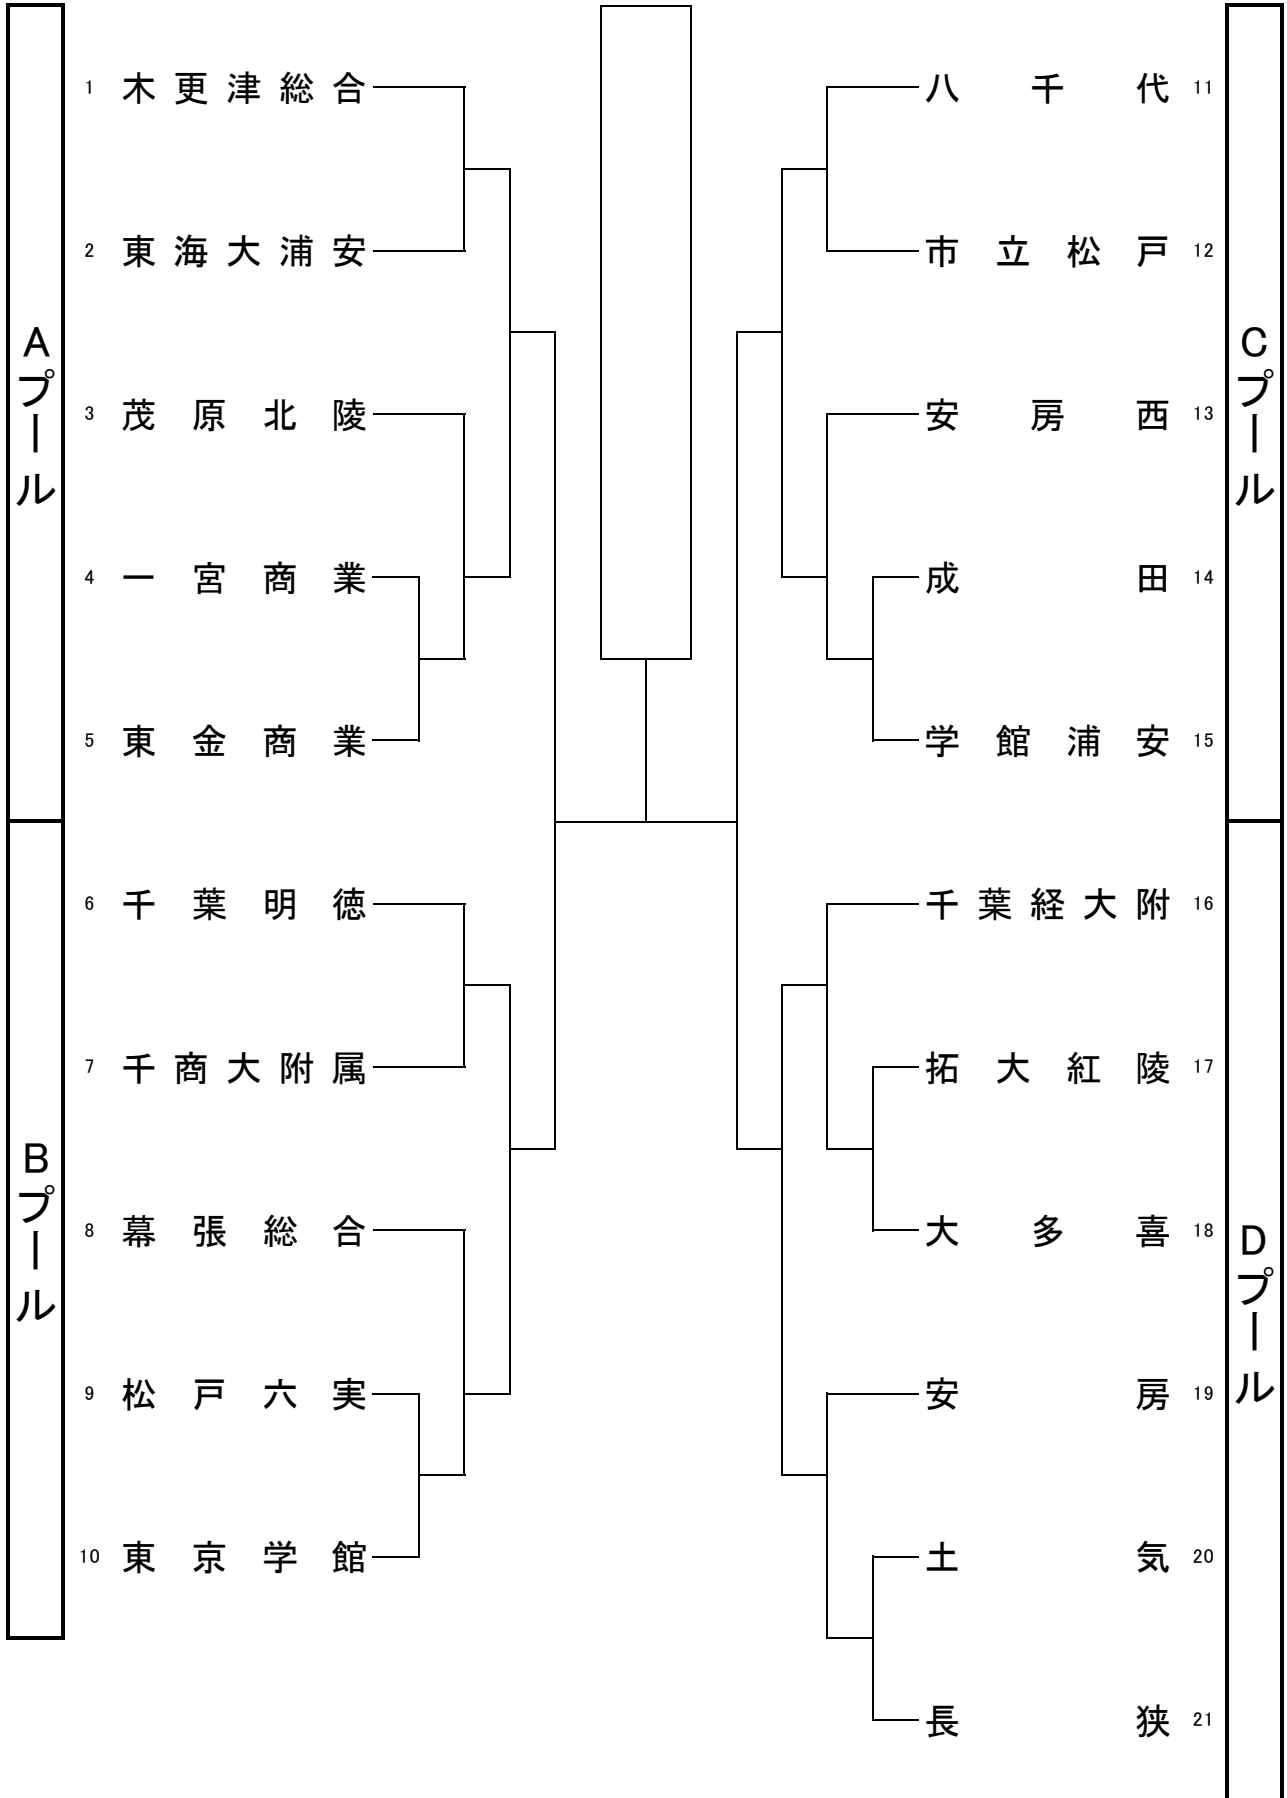 Aプール
1 木更津総合
2 東海大浦安
3 茂原北陵
4 一宮商業
5 東金商業
Bプール
6 千葉明徳
7 千商大附属
8 幕張総合
9 松戸六実
10 東京学館
Cプール
八千代 11
市立松戸 12
安房西 13
成田 14
学館浦安 15
Dプール
千葉経大附 16
拓大紅陵 17
大多喜 18
安房 19
土気 20
長狭 21